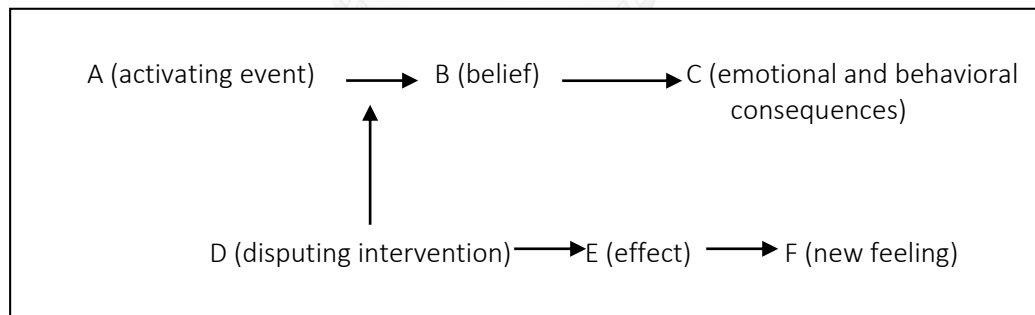 A (activating event) B (belief) C (emotional and behavioral
consequences)
D (disputing intervention) E (effect) F (new feeling)